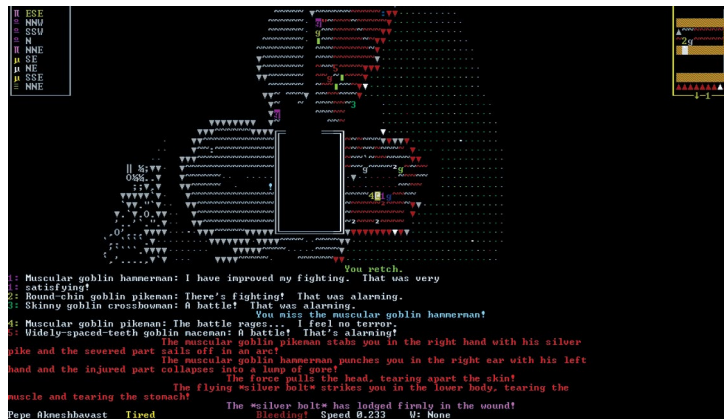 π ESE
= NNW
= SSW
= N
π NNE
μ SE
μ NE
μ SSE
= NNE
You retch.
1: Muscular goblin hammerman: I have improved my fighting.  That was very
1: satisfying!
2: Round-chin goblin pikeman: There's fighting!  That was alarming.
3: Skinny goblin crossbowman: A battle!  That was alarming.
You miss the muscular goblin hammerman!
4: Muscular goblin pikeman: The battle rages...  I feel no terror.
5: Widely-spaced-teeth goblin maceman: A battle!  That's alarming!
The muscular goblin pikeman stabs you in the right hand with his silver
pike and the severed part sails off in an arc!
The muscular goblin hammerman punches you in the right ear with his left
hand and the injured part collapses into a lump of gore!
The force pulls the head, tearing apart the skin!
The flying *silver bolt* strikes you in the lower body, tearing the
muscle and tearing the stomach!
The *silver bolt* has lodged firmly in the wound!
Pepe Akmeshbavast Tired Bleeding! Speed 0.233 W: None